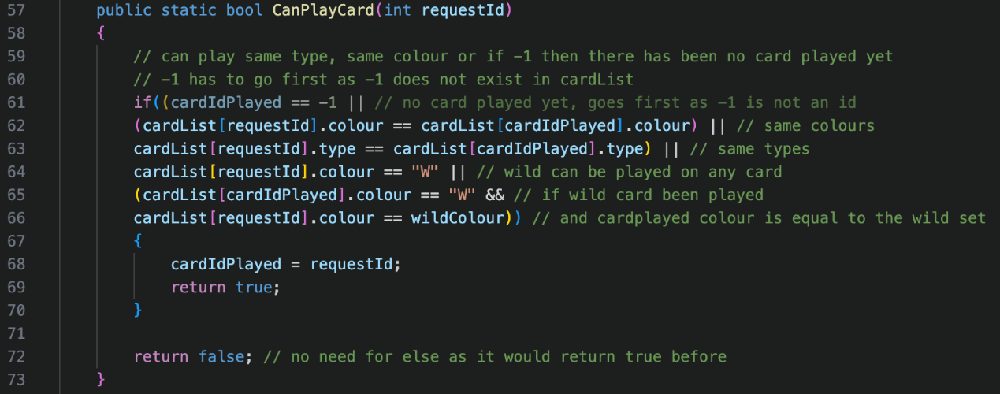 57 public static bool CanPlayCard(int requestId)
58 {
59 // can play same type, same colour or if -1 then there has been no card played yet
60 // -1 has to go first as -1 does not exist in cardList
61 if((cardIdPlayed == -1 || // no card played yet, goes first as -1 is not an id
62 (cardList[requestId].colour == cardList[cardIdPlayed].colour) || // same colours
63 cardList[requestId].type == cardList[cardIdPlayed].type) || // same types
64 cardList[requestId].colour == "W" || // wild can be played on any card
65 (cardList[cardIdPlayed].colour == "W" && // if wild card been played
66 cardList[requestId].colour == wildColour)) // and cardplayed colour is equal to the wild set
67 {
68 cardIdPlayed = requestId;
69 return true;
70 }
71
72 return false; // no need for else as it would return true before
73 }